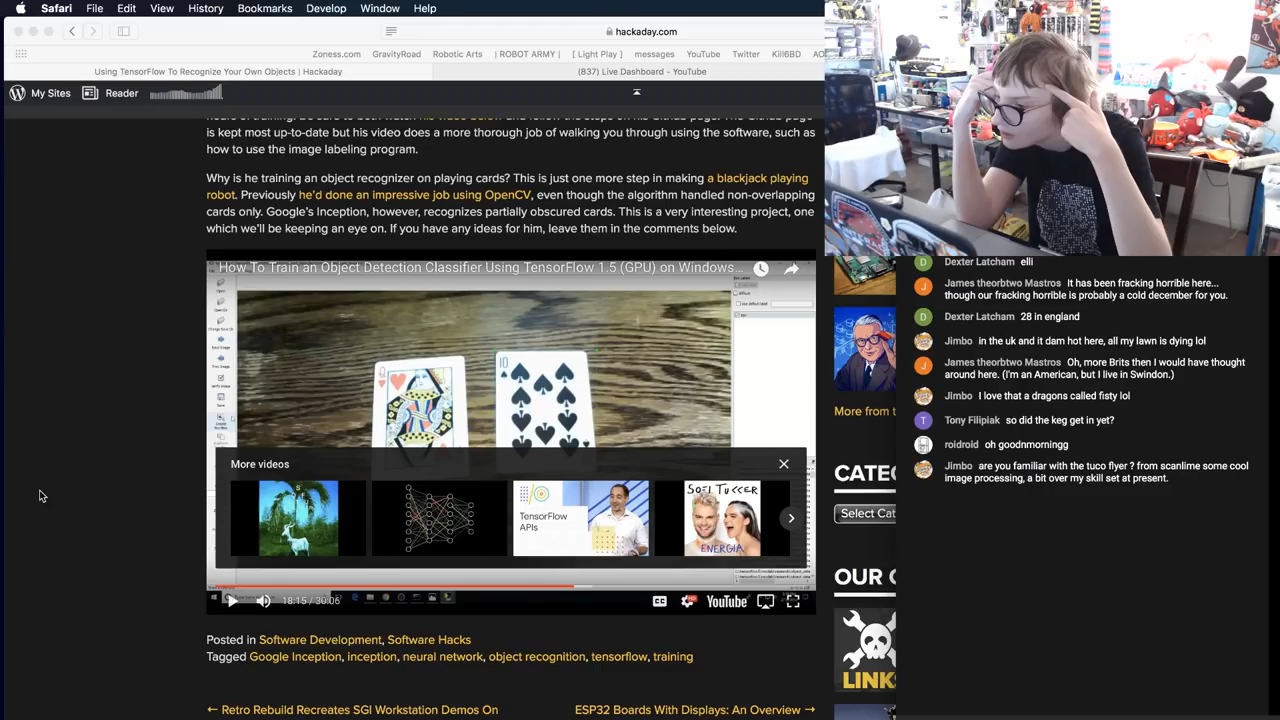 Safari File Edit View History Bookmarks Develop Window Help
hackaday.com
Zoness.com GravityRoad Robotic Arts | ROBOT ARMY | [ Light Play ] messages YouTube Twitter Kill6BD
Using TensorFlow To Recognize Your Own Objects | Hackaday
(837) Live Dashboard - YouTube
My Sites Reader
is kept most up-to-date but his video does a more thorough job of walking you through using the software, such as
how to use the image labeling program.
Why is he training an object recognizer on playing cards? This is just one more step in making a blackjack playing
robot. Previously he'd done an impressive job using OpenCV, even though the algorithm handled non-overlapping
cards only. Google's Inception, however, recognizes partially obscured cards. This is a very interesting project, one
which we'll be keeping an eye on. If you have any ideas for him, leave them in the comments below.
How To Train an Object Detection Classifier Using TensorFlow 1.5 (GPU) on Windows...
Q
10
More videos
TensorFlow
APIs
SOFI TUKKER
ENERGIA
18:15 / 30:06
CC
HD
YouTube
Posted in Software Development, Software Hacks
Tagged Google Inception, inception, neural network, object recognition, tensorflow, training
← Retro Rebuild Recreates SGI Workstation Demos On
ESP32 Boards With Displays: An Overview →
More from t
CATEG
Select Cat
OUR
LINKS
D Dexter Latcham elli
J James theorbtwo Mastros It has been fracking horrible here...
though our fracking horrible is probably a cold december for you.
D Dexter Latcham 28 in england
Jimbo in the uk and it dam hot here, all my lawn is dying lol
J James theorbtwo Mastros Oh, more Brits then I would have thought
around here. (I'm an American, but I live in Swindon.)
Jimbo I love that a dragons called fisty lol
T Tony Filipiak so did the keg get in yet?
roidroid oh goodnmorningg
Jimbo are you familiar with the tuco flyer ? from scanlime some cool
image processing, a bit over my skill set at present.